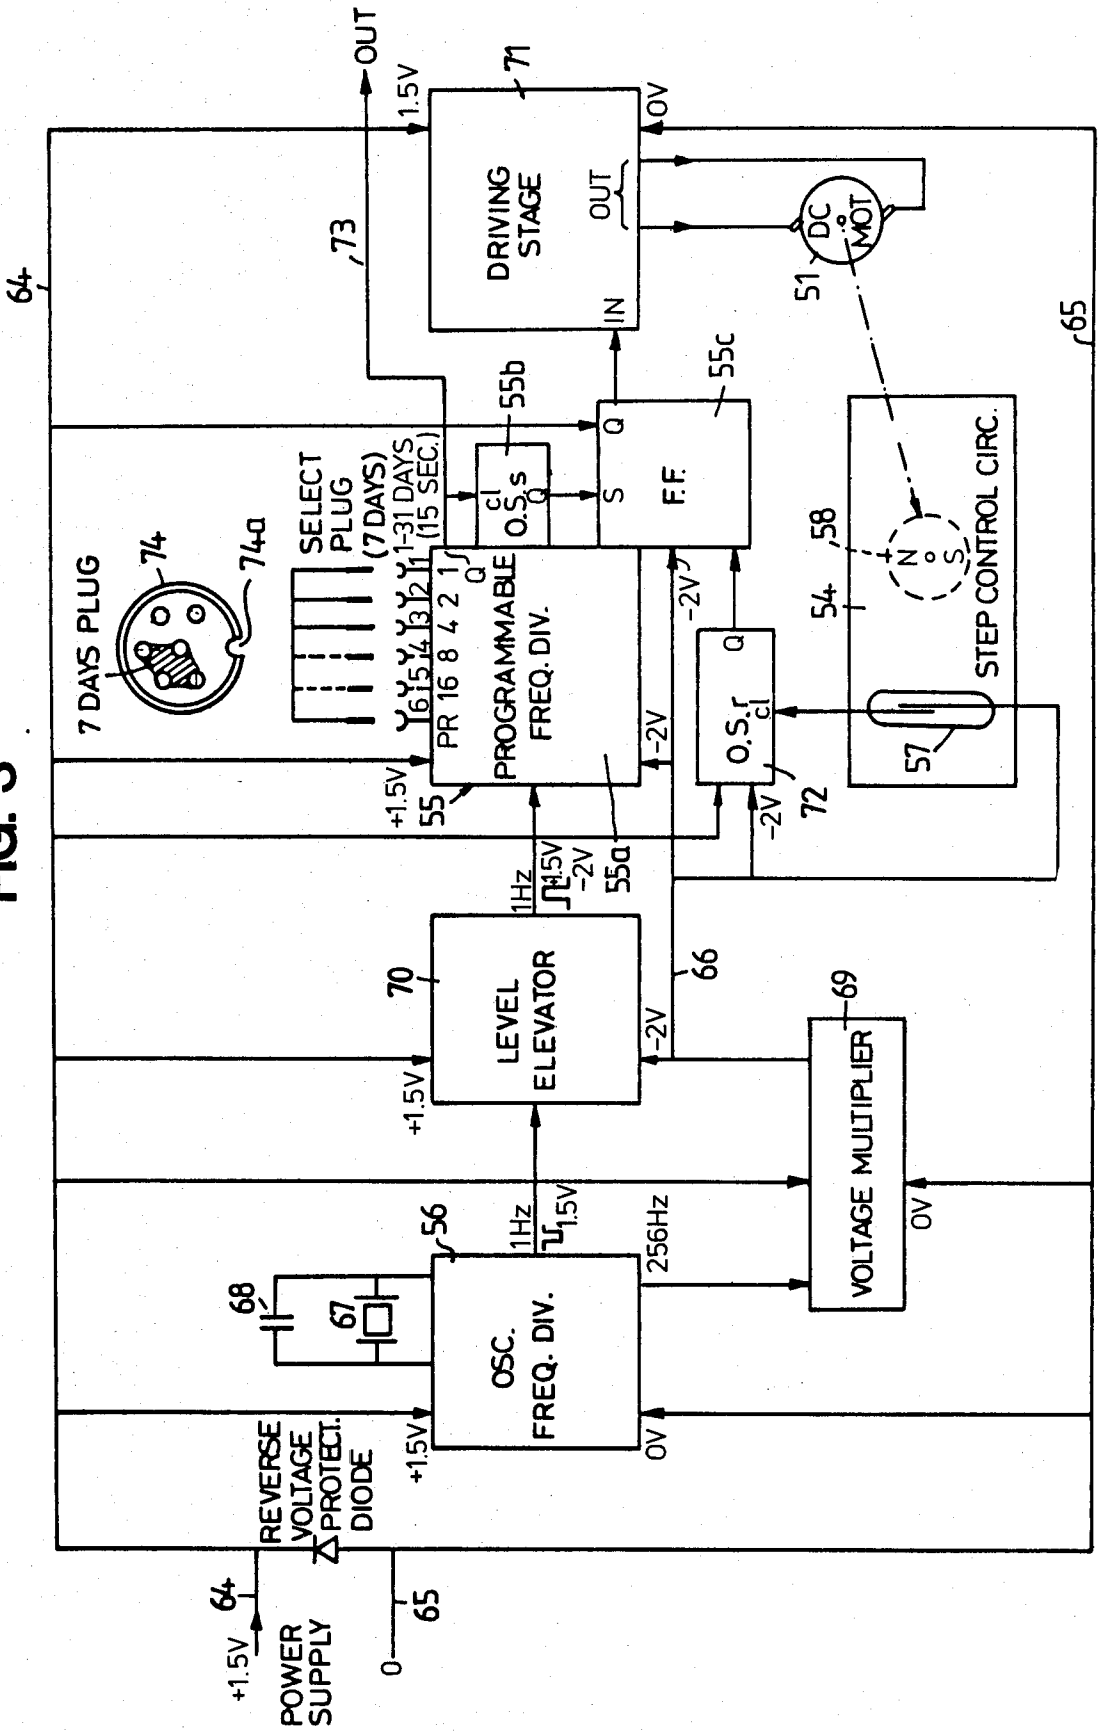 FIG. 5
+1.5V
64
POWER
SUPPLY
0
65
REVERSE
VOLTAGE
PROTECT.
DIODE
68
67
+1.5V
56
OSC.
FREQ. DIV.
0V
1Hz
1.5V
256Hz
VOLTAGE MULTIPLIER
69
0V
+1.5V
70
LEVEL
ELEVATOR
-2V
66
1Hz
+1.5V
-2V
+1.5V
55
55a
PROGRAMMABLE
FREQ. DIV.
PR 16 8 4 2 1
Q
6 5 4 3 2 1
-2V
7 DAYS PLUG
74
74a
SELECT
PLUG
(7 DAYS)
1-31 DAYS
(15 SEC.)
cl
O.S.s
Q
55b
S
Q
F.F.
55c
-2V
O.S.r
Q
cl
72
-2V
64
73
OUT
1.5V
71
DRIVING
STAGE
IN
OUT
0V
DC
MOT
51
54
58
N
S
57
STEP CONTROL CIRC.
65